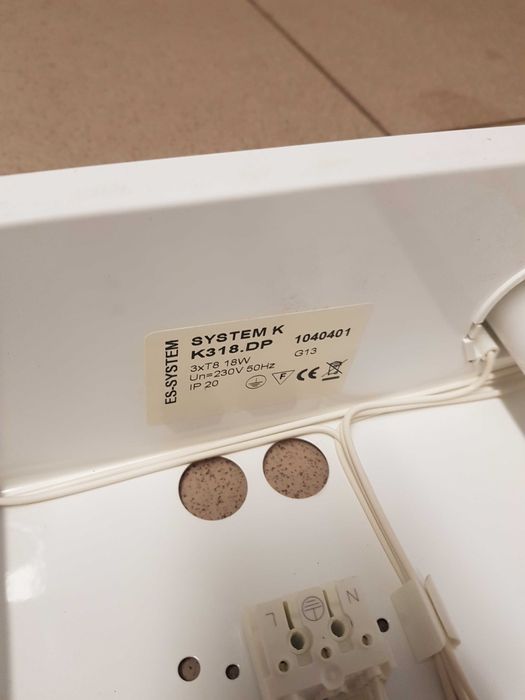 ES-SYSTEM
SYSTEM K
K318.DP 1040401
3xT8 18W G13
Un=230V 50Hz
IP 20 F CE
L N